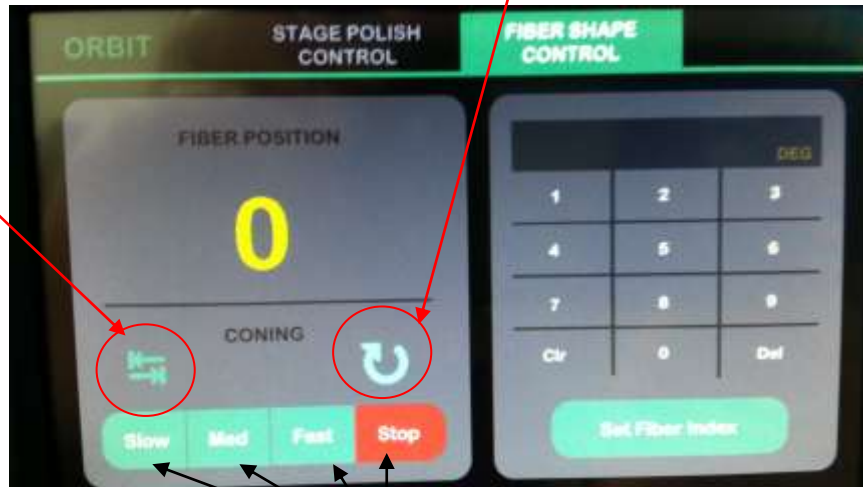 ORBIT
STAGE POLISH
CONTROL
FIBER SHAPE
CONTROL
FIBER POSITION
0
CONING
Slow
Med
Fast
Stop
DEG
1
2
3
4
5
6
7
8
9
Clr
0
Del
Set Fiber Index